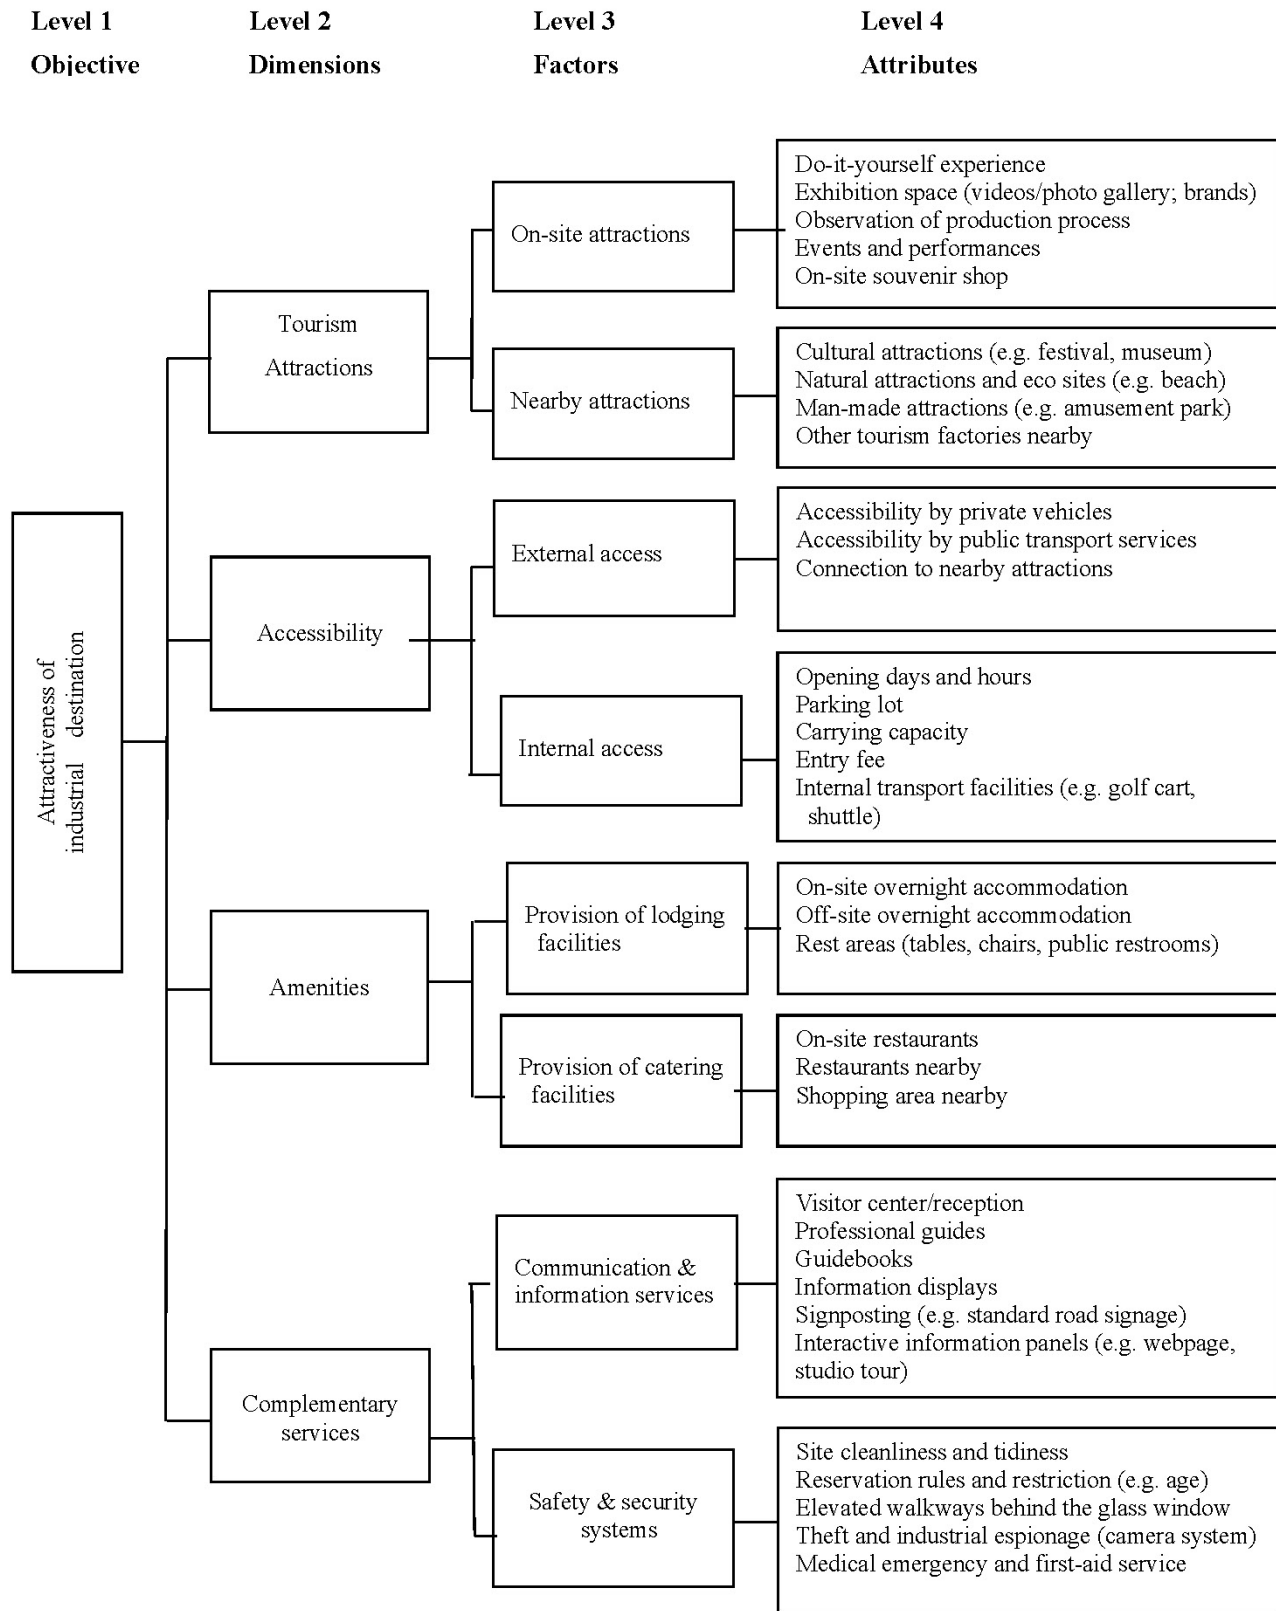 Level 1
Objective
Level 2
Dimensions
Level 3
Factors
Level 4
Attributes
Attractiveness of
industrial destination
Tourism
Attractions
On-site attractions
Do-it-yourself experience
Exhibition space (videos/photo gallery; brands)
Observation of production process
Events and performances
On-site souvenir shop
Nearby attractions
Cultural attractions (e.g. festival, museum)
Natural attractions and eco sites (e.g. beach)
Man-made attractions (e.g. amusement park)
Other tourism factories nearby
Accessibility
External access
Accessibility by private vehicles
Accessibility by public transport services
Connection to nearby attractions
Internal access
Opening days and hours
Parking lot
Carrying capacity
Entry fee
Internal transport facilities (e.g. golf cart,
shuttle)
Amenities
Provision of lodging
facilities
On-site overnight accommodation
Off-site overnight accommodation
Rest areas (tables, chairs, public restrooms)
Provision of catering
facilities
On-site restaurants
Restaurants nearby
Shopping area nearby
Complementary
services
Communication &
information services
Visitor center/reception
Professional guides
Guidebooks
Information displays
Signposting (e.g. standard road signage)
Interactive information panels (e.g. webpage,
studio tour)
Safety & security
systems
Site cleanliness and tidiness
Reservation rules and restriction (e.g. age)
Elevated walkways behind the glass window
Theft and industrial espionage (camera system)
Medical emergency and first-aid service